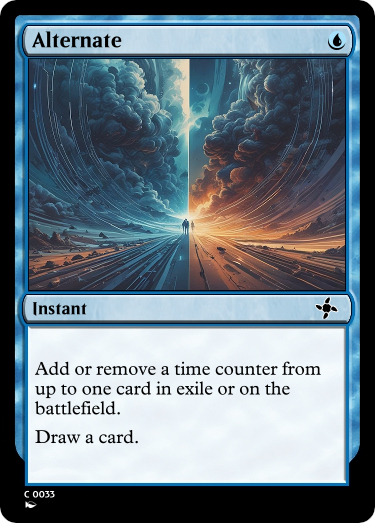 Alternate
Instant
Add or remove a time counter from
up to one card in exile or on the
battlefield.
Draw a card.
C 0033